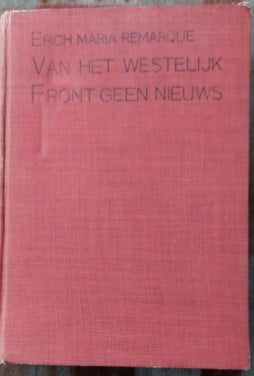 ERICH MARIA REMARQUE
VAN HET WESTELIJK
FRONT GEEN NIEUWS